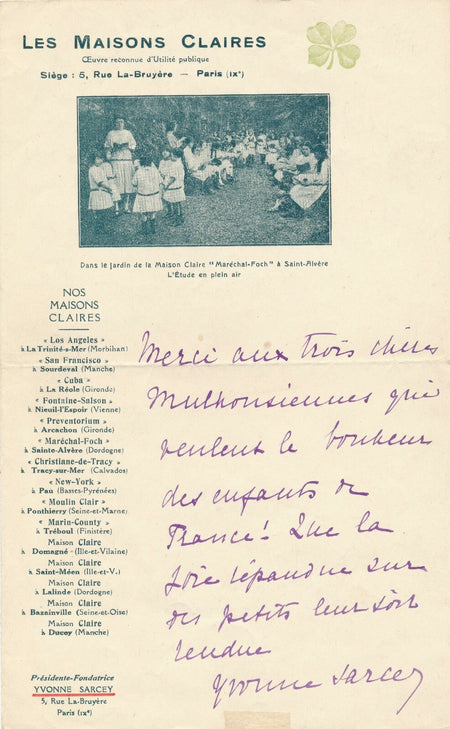 LES MAISONS CLAIRES
Œuvre reconnue d'Utilité publique
Siège : 5, Rue La-Bruyère — Paris (IXe)
Dans le Jardin de la Maison Claire "Maréchal-Foch" à Saint-Alvère
L'Étude en plein air
NOS
MAISONS
CLAIRES
« Los Angeles »
à La Trinité-s-Mer (Morbihan)
« San Francisco »
à Sourdeval (Manche)
« Cuba »
à La Réole (Gironde)
« Fontaine-Saison »
à Nieuil-l'Espoir (Vienne)
« Preventorium »
à Arcachon (Gironde)
« Maréchal-Foch »
à Sainte-Alvère (Dordogne)
« Christiane-de-Tracy »
à Tracy-sur-Mer (Calvados)
« New-York »
à Pau (Basses-Pyrénées)
« Moulin Clair »
à Ponthierry (Seine-et-Marne)
« Marin-County »
à Tréboul (Finistère)
Maison Claire
à Domagné (Ille-et-Vilaine)
Maison Claire
à Saint-Méen (Ille-et-V.)
Maison Claire
à Lalinde (Dordogne)
Maison Claire
à Bazainville (Seine-et-Oise)
Maison Claire
à Ducey (Manche)
Présidente-Fondatrice
YVONNE SARCEY
5, Rue La-Bruyère
Paris (IXe)
Merci aux trois chères
Mulhousiennes qui
veulent le bonheur
des enfants de
France! Que la
joie répandue sur
des petits leur soit
rendue
Yvonne Sarcey